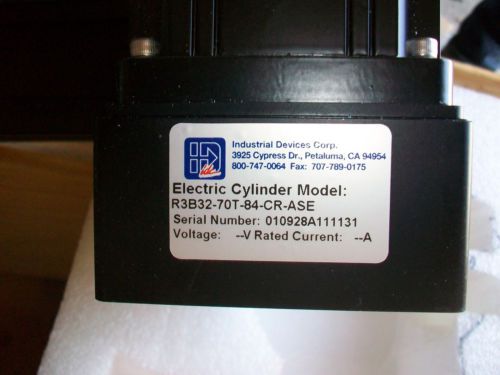 Industrial Devices Corp.
3925 Cypress Dr., Petaluma, CA 94954
800-747-0064 Fax: 707-789-0175
IDC
Electric Cylinder Model:
R3B32-70T-84-CR-ASE
Serial Number: 010928A111131
Voltage: --V Rated Current: --A